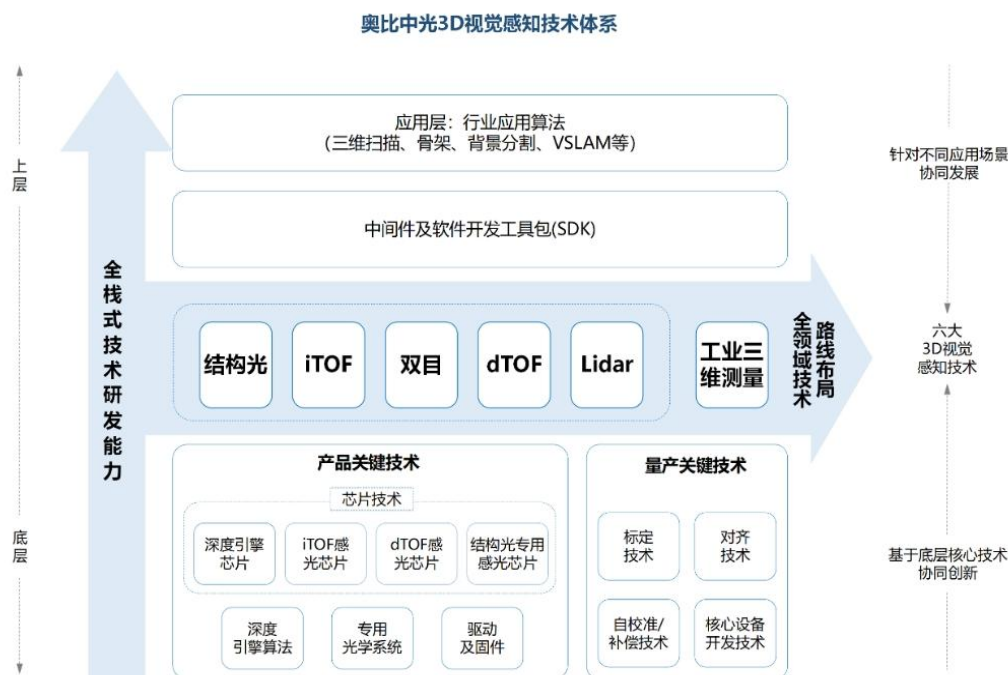 奥比中光3D视觉感知技术体系
上层
应用层：行业应用算法
（三维扫描、骨架、背景分割、VSLAM等）
针对不同应用场景
协同发展
中间件及软件开发工具包(SDK)
全栈式技术研发能力
结构光
iTOF
双目
dTOF
Lidar
工业三
维测量
全领域技术
路线布局
六大
3D视觉
感知技术
底层
产品关键技术
芯片技术
深度引擎
芯片
iTOF感
光芯片
dTOF感
光芯片
结构光专用
感光芯片
深度
引擎算法
专用
光学系统
驱动
及固件
量产关键技术
标定
技术
对齐
技术
自校准/
补偿技术
核心设备
开发技术
基于底层核心技术
协同创新